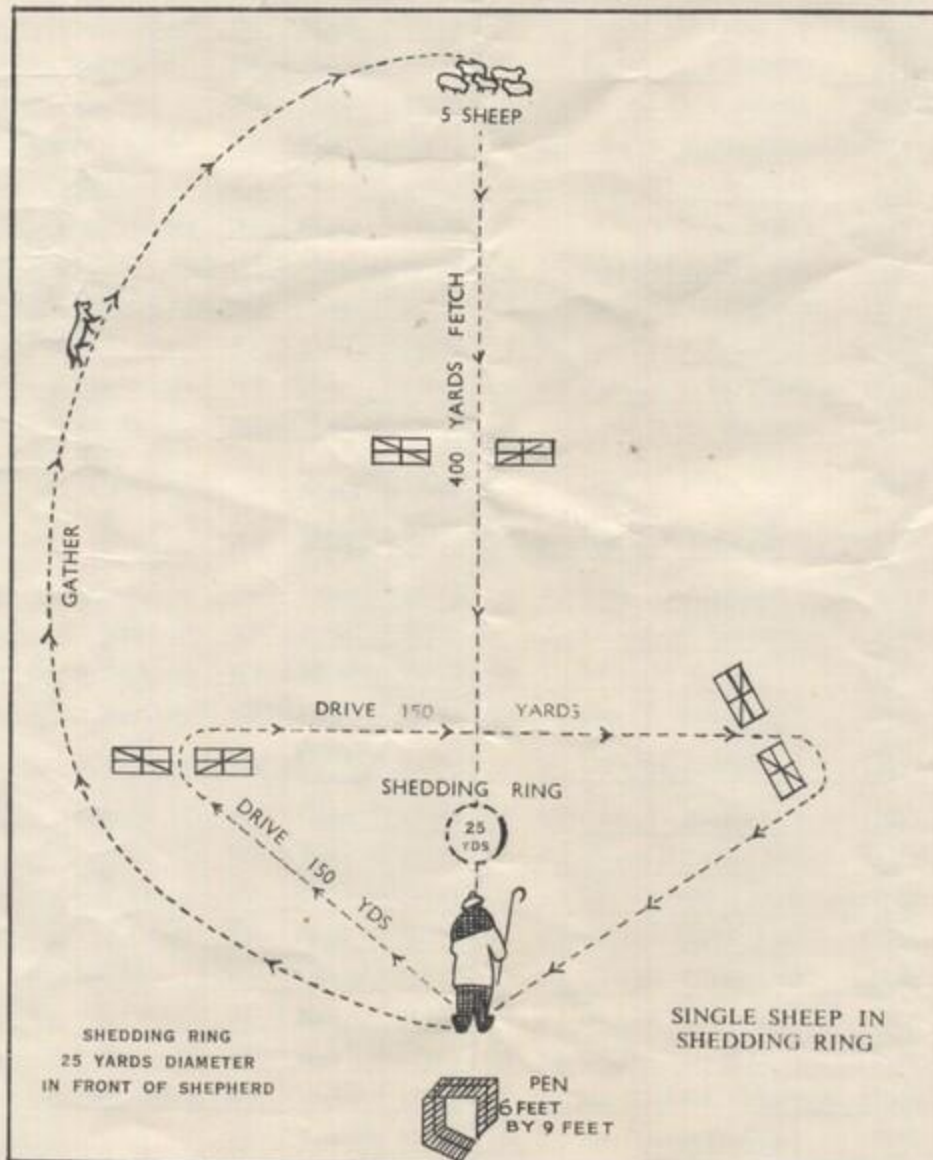 5 SHEEP
400 YARDS FETCH
GATHER
DRIVE 150 YARDS
SHEDDING RING
25
YDS
DRIVE 150 YDS
SHEDDING RING
25 YARDS DIAMETER
IN FRONT OF SHEPHERD
SINGLE SHEEP IN
SHEDDING RING
PEN
6 FEET
BY 9 FEET